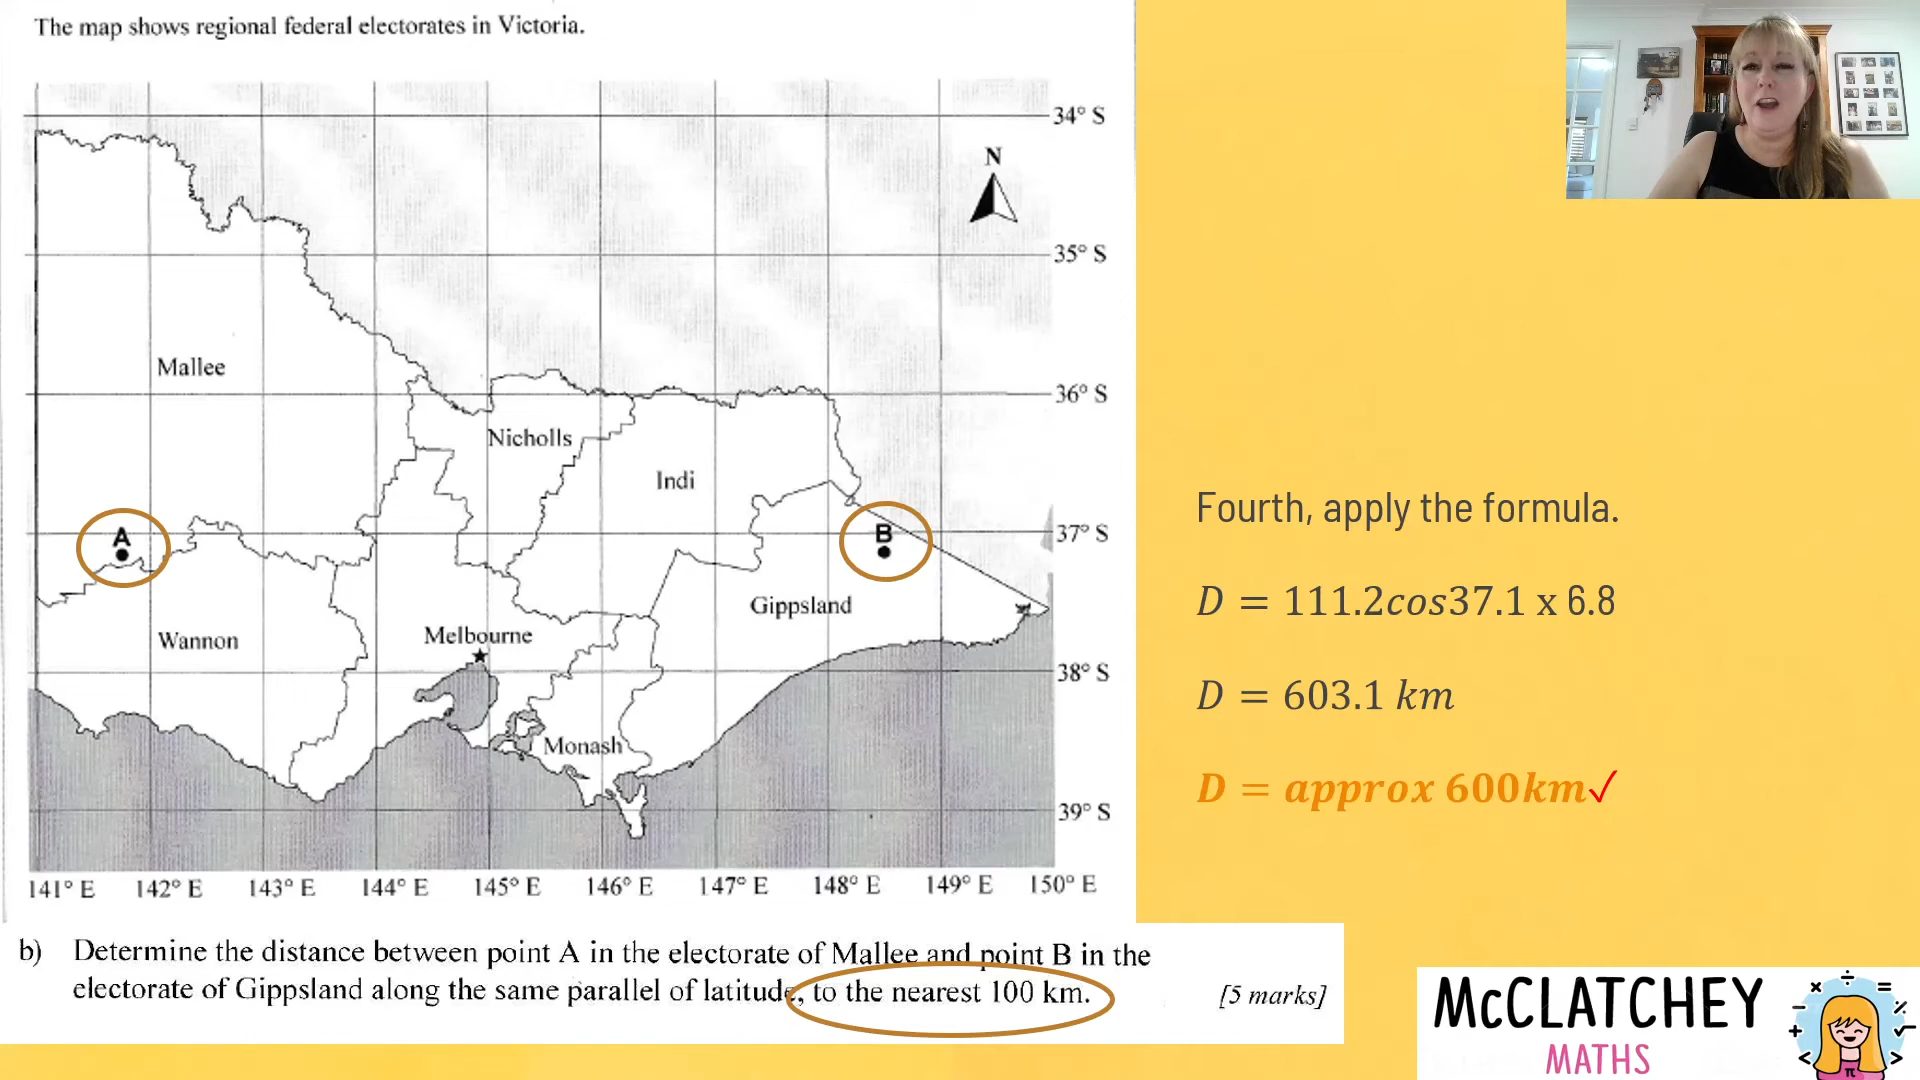 The map shows regional federal electorates in Victoria.
34° S
N
35° S
Mallee
36° S
Nicholls
Indi
A
B
37° S
Gippsland
Wannon
Melbourne
38° S
Monash
39° S
141° E 142° E 143° E 144° E 145° E 146° E 147° E 148° E 149° E 150° E
b) Determine the distance between point A in the electorate of Mallee and point B in the
electorate of Gippsland along the same parallel of latitude, to the nearest 100 km. [5 marks]
Fourth, apply the formula.
D = 111.2cos37.1 x 6.8
D = 603.1 km
D = approx 600km✓
McCLATCHEY
MATHS